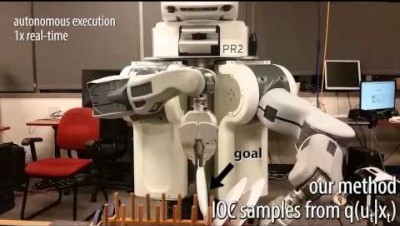 autonomous execution
1x real-time
PR2
goal
our method
IOC samples from q(uₜ|xₜ)